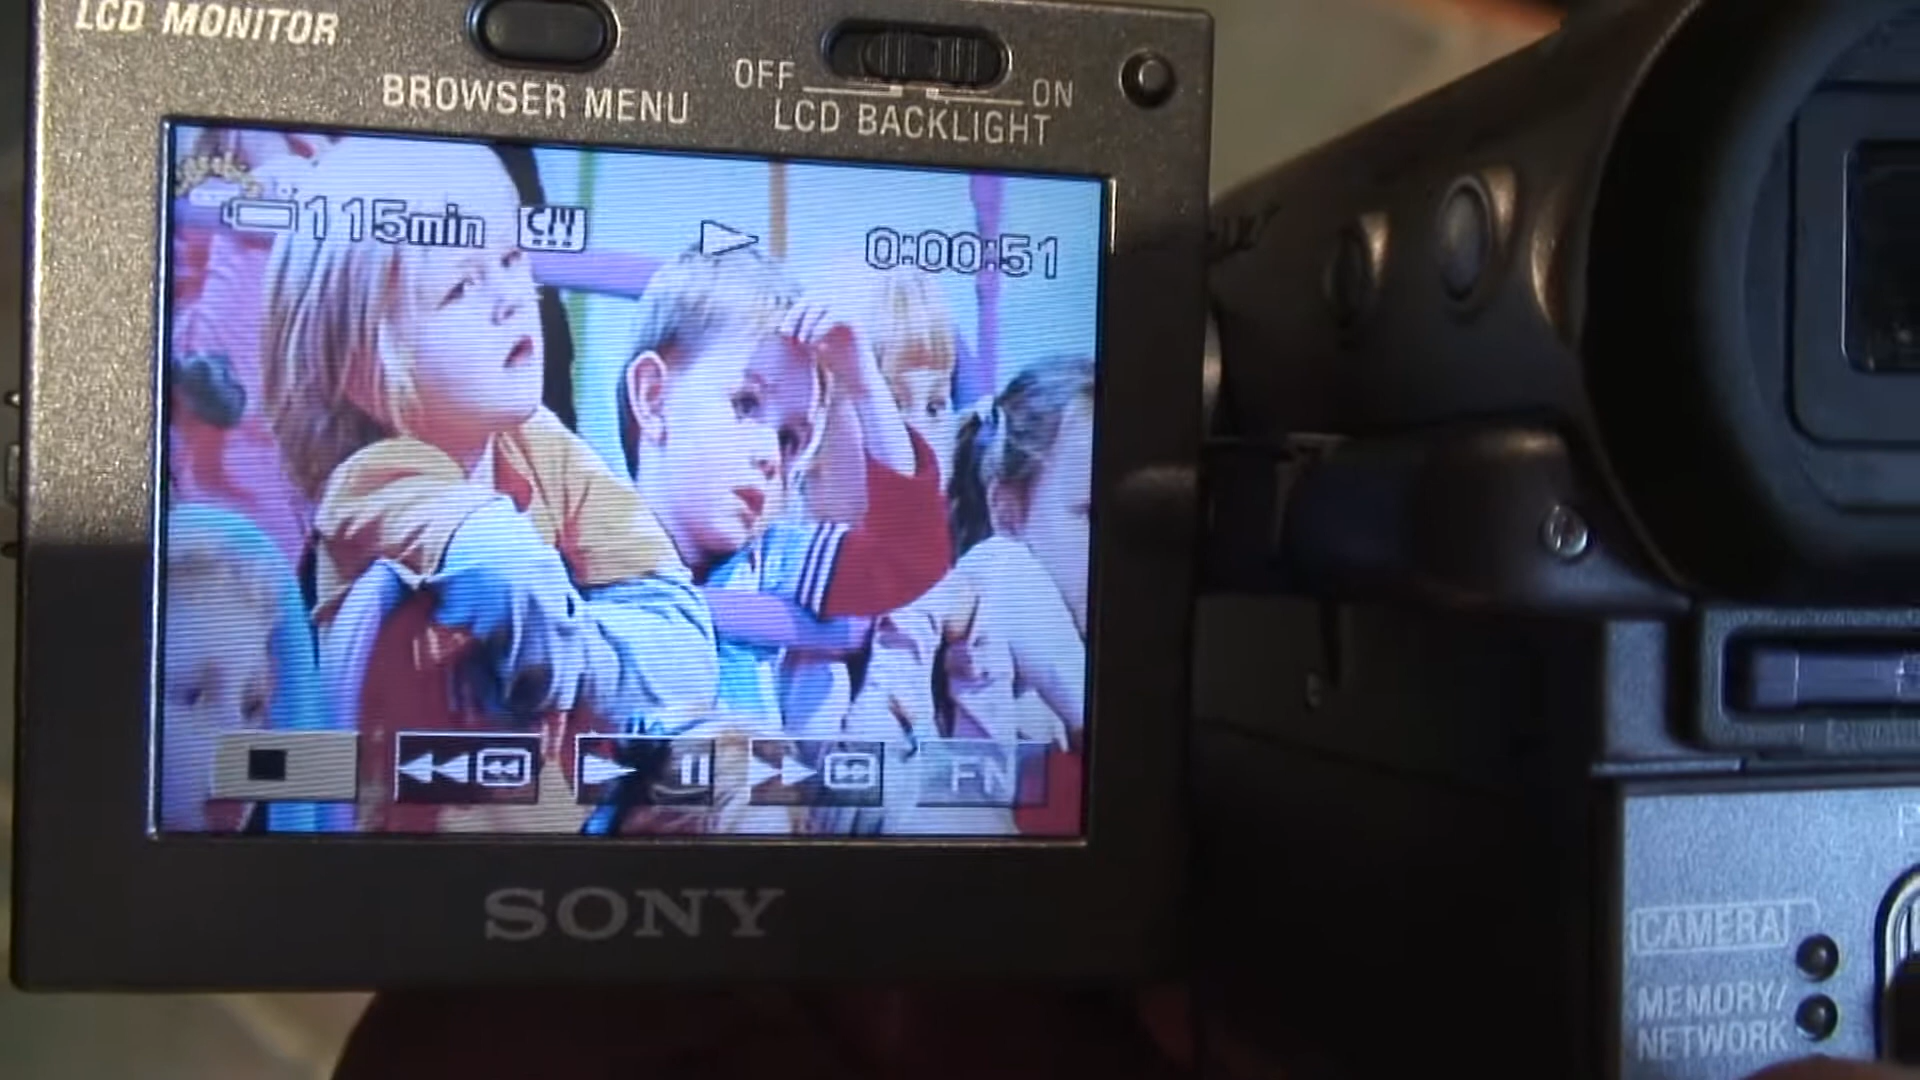 LCD MONITOR
BROWSER MENU
OFF ON
LCD BACKLIGHT
115min
0:00:51
FN
SONY
CAMERA
MEMORY/
NETWORK